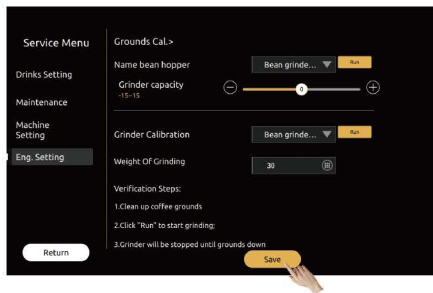 Service Menu
Drinks Setting
Maintenance
Machine
Setting
Eng. Setting
Return
Grounds Cal.>
Name bean hopper
Bean grinde...
Run
Grinder capacity
-15~15
0
Grinder Calibration
Bean grinde...
Run
Weight Of Grinding
30
Verification Steps:
1.Clean up coffee grounds
2.Click "Run" to start grinding;
3.Grinder will be stopped until grounds down
Save